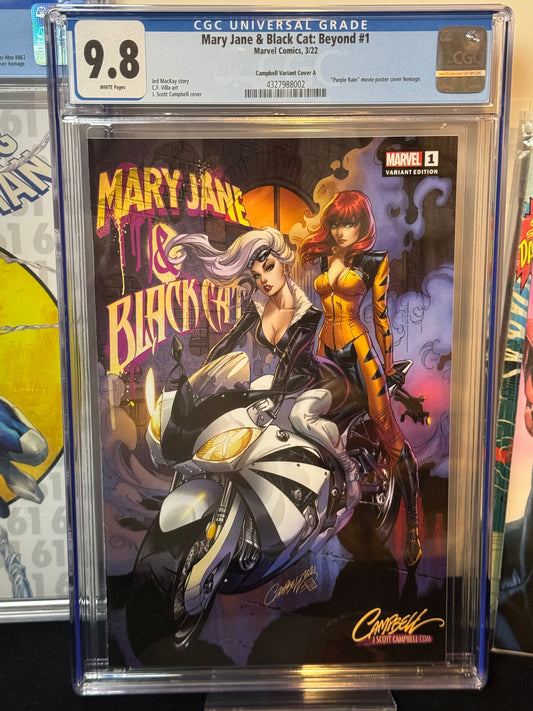 CGC UNIVERSAL GRADE
9.8
WHITE Pages
Mary Jane & Black Cat: Beyond #1
Marvel Comics, 3/22
Campbell Variant Cover A
Jed MacKay story
C.F. Villa art
J. Scott Campbell cover
4327988002
"Purple Rain" movie poster cover homage.
CGC
MARVEL 1
VARIANT EDITION
MARY JANE
&
BLACK CAT
CAMPBELL
J SCOTT CAMPBELL.COM